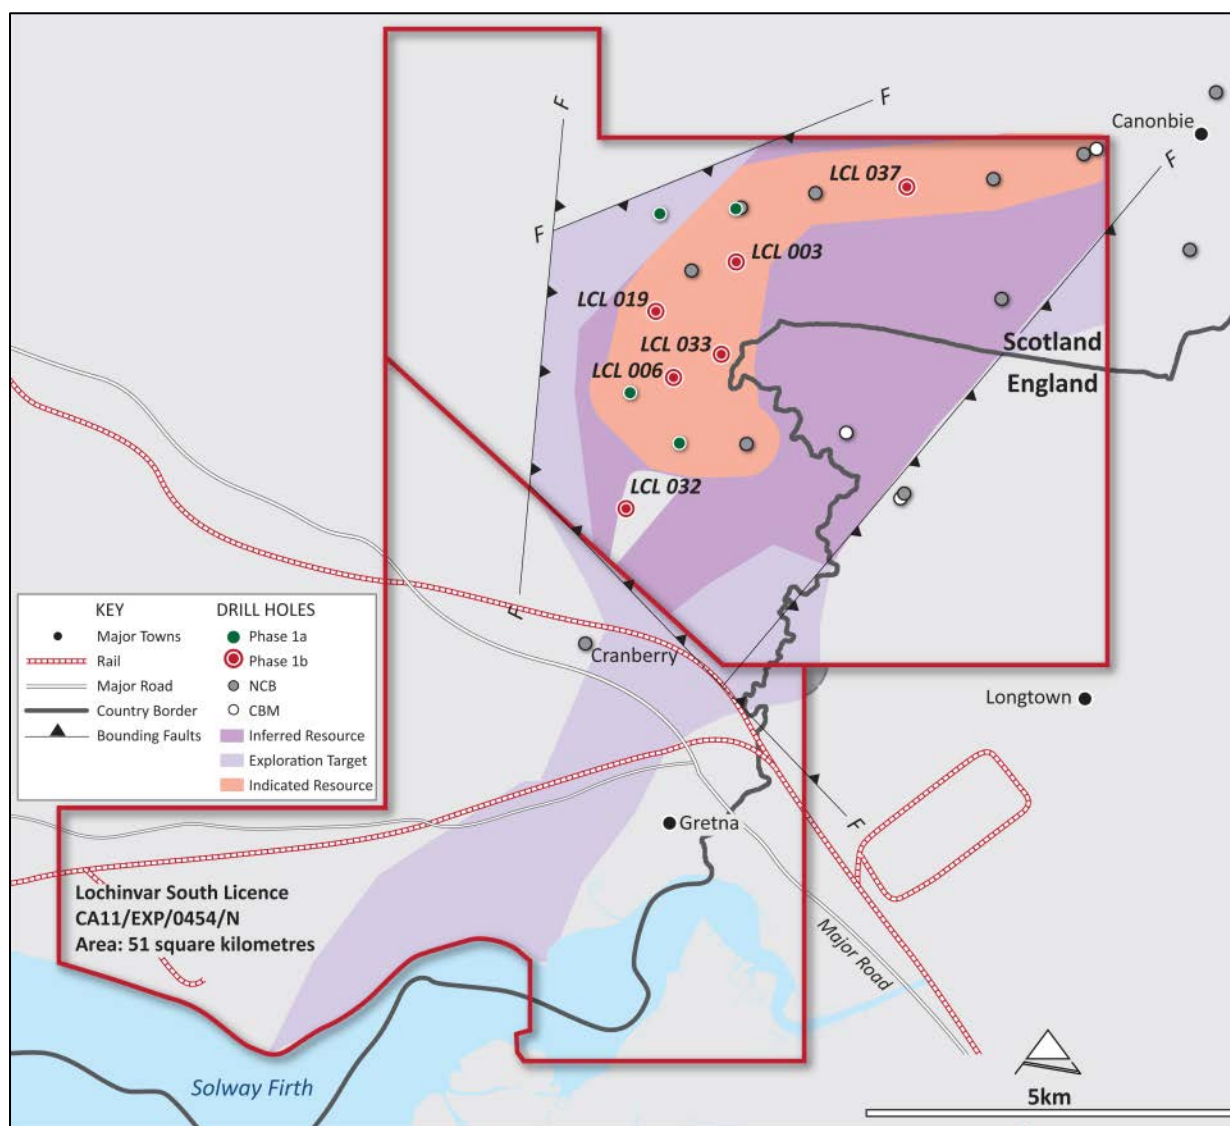 F
F
Canonbie
F
LCL 037
F
LCL 003
LCL 019
LCL 033
Scotland
LCL 006
England
LCL 032
F
KEY
DRILL HOLES
Major Towns
Phase 1a
Rail
Phase 1b
Major Road
NCB
Country Border
CBM
Bounding Faults
Inferred Resource
Exploration Target
Indicated Resource
Cranberry
Longtown
Gretna
F
Lochinvar South Licence
CA11/EXP/0454/N
Area: 51 square kilometres
Major Road
Solway Firth
5km